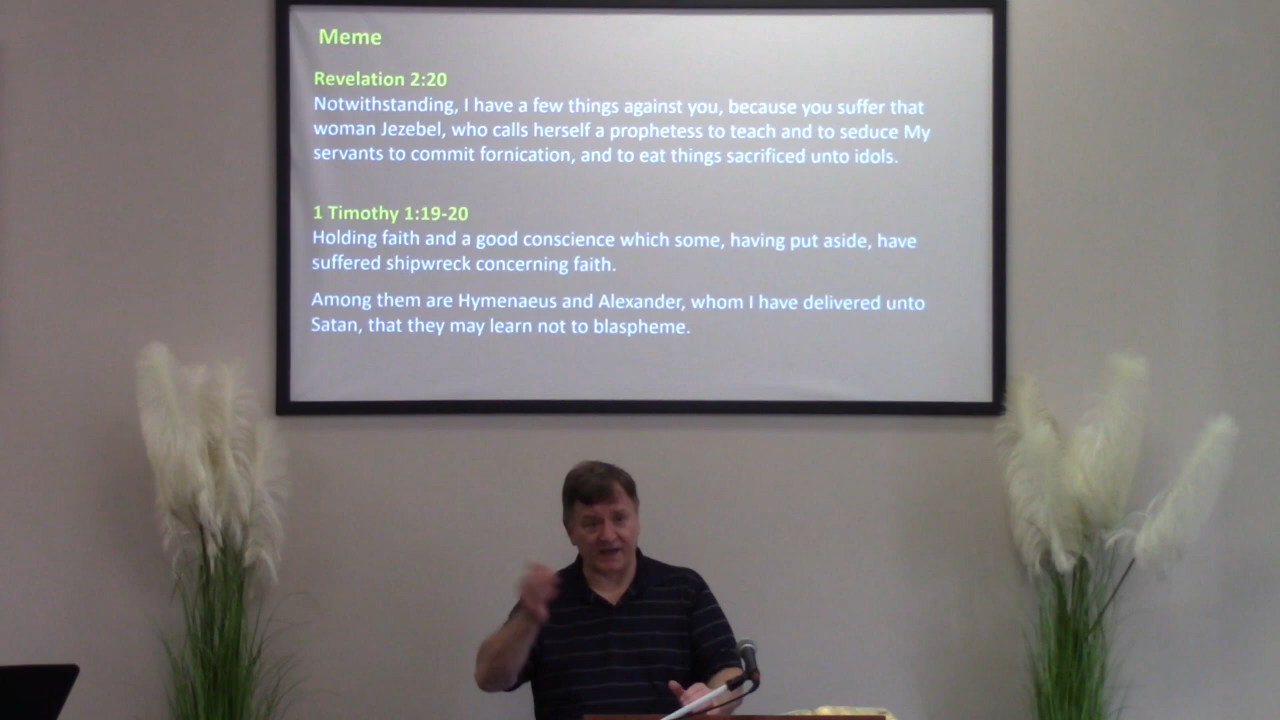 Meme
Revelation 2:20
Notwithstanding, I have a few things against you, because you suffer that
woman Jezebel, who calls herself a prophetess to teach and to seduce My
servants to commit fornication, and to eat things sacrificed unto idols.
1 Timothy 1:19-20
Holding faith and a good conscience which some, having put aside, have
suffered shipwreck concerning faith.
Among them are Hymenaeus and Alexander, whom I have delivered unto
Satan, that they may learn not to blaspheme.